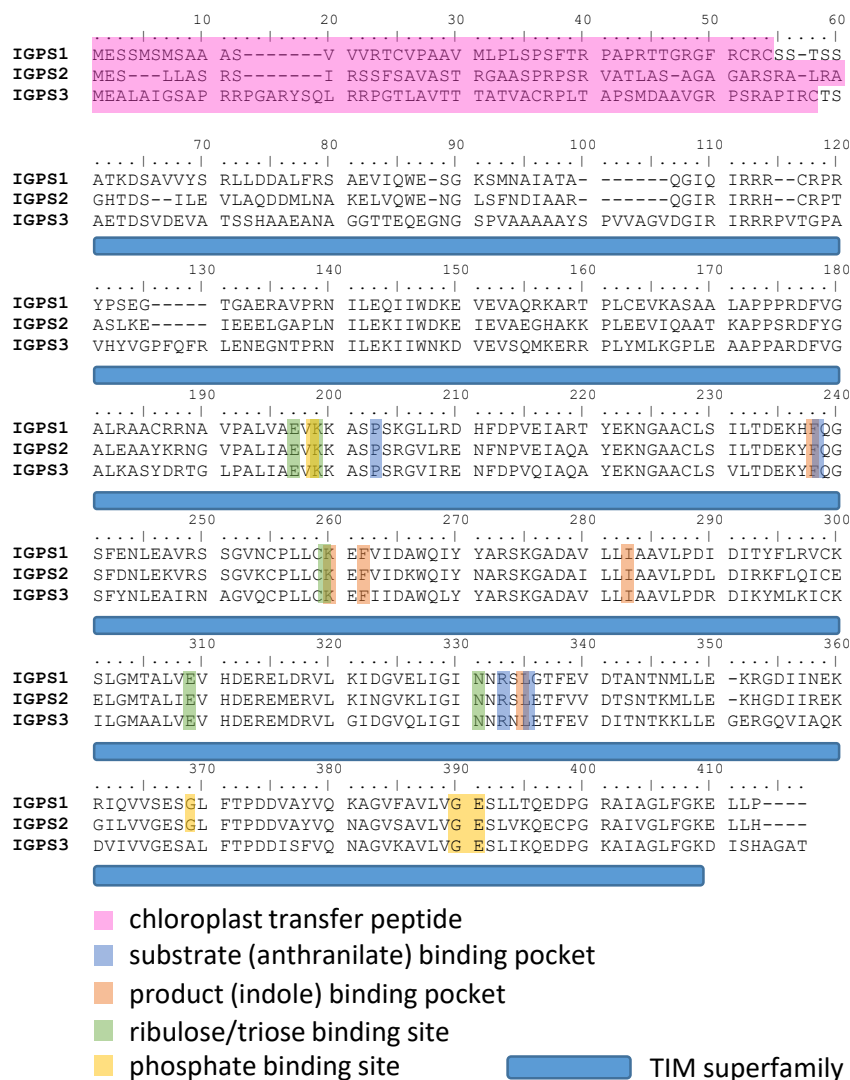 10 20 30 40 50 60
....|....| ....|....| ....|....| ....|....| ....|....| ....|....|
IGPS1 MESSMSMSAA AS-------V VVRTCVPAAV MLPLSPSFTR PAPRTTGRGF RCRCSS-TSS
IGPS2 MES---LLAS RS-------I IRSSFSAVAS TRGAASPRPS RVATLAS-AGA GARSRA-LRA
IGPS3 MEALAIGSAP RRPGARYSQL RRPGTLAVTT TATVACRPLT APSMDAAVGR PSRAPIRCTS
70 80 90 100 110 120
....|....| ....|....| ....|....| ....|....| ....|....| ....|....|
IGPS1 ATKDSAVVYS RLLDDALFRS AEVIQWE-SG KSMNAIATA- ------QGIQ IRRR--CRPR
IGPS2 GHTDS--ILE VLAQDDMLNA KELVQWE-NG LSFNDIAAR- ------QGIR IRRH--CRPT
IGPS3 AETDSVDEVA TSSHAAEANA GGTTEQEGNG SPVAAAAAYS PVVAGVDGIR IRRRPVTGPA
130 140 150 160 170 180
....|....| ....|....| ....|....| ....|....| ....|....| ....|....|
IGPS1 YPSEG----- TGAERAVPRN ILEQIIWDKE VEVAQRKART PLCEVKASAA LAPPPRDFVG
IGPS2 ASLKE----- IEEELGAPLN ILEKIIWDKE IEVAEGHAKK PLEEVIQAAT KAPPSRDFYG
IGPS3 VHYVGPFQFR LENEGNTPRN ILEKIIWNKD VEVSQMKERR PLYMLKGPLE AAPPARDFVG
190 200 210 220 230 240
....|....| ....|....| ....|....| ....|....| ....|....| ....|....|
IGPS1 ALRAACRRNA VPALVAEVKK ASPSKGLLRD HFDPVEIART YEKNGAACLS ILTDEKHFQG
IGPS2 ALEAAYKRNG VPALIAEVKK ASPSRGVLRE NFNPVEIAQA YEKNGAACLS ILTDEKYFQG
IGPS3 ALKASYDRTG LPALIAEVKK ASPSRGVIRE NFDPVQIAQA YEKNGAACLS VLTDEKYFQG
250 260 270 280 290 300
....|....| ....|....| ....|....| ....|....| ....|....| ....|....|
IGPS1 SFENLEAVRS SGVNCPLLCK EFVIDAWQIY YARSKGADAV LLIAAVLPDI DITYFLRVCK
IGPS2 SFDNLEKVRS SGVKCPLLCK EFVIDKWQIY NARSKGADAI LLIAAVLPDL DIRKFLQICE
IGPS3 SFYNLEAIRN AGVQCPLLCK EFIIDAWQLY YARSKGADAV LLIAAVLPDR DIKYMLKICK
310 320 330 340 350 360
....|....| ....|....| ....|....| ....|....| ....|....| ....|....|
IGPS1 SLGMTALVEV HDERELDRVL KIDGVELIGI NNRSLGTFEV DTANTNMLLE -KRGDIINEK
IGPS2 ELGMTALIEV HDEREMERVL KINGVKLIGI NNRSLETFVV DTSNTKMLLE -KHGDIIREK
IGPS3 ILGMAALVEV HDEREMDRVL GIDGVQLIGI NNRNLETFEV DITNTKKLLE GERGQVIAQK
370 380 390 400 410
....|....| ....|....| ....|....| ....|....| ....|....| ....|..
IGPS1 RIQVVSESGL FTPDDVAYVQ KAGVFAVLVG ESLLTQEDPG RAIAGLFGKE LLP----
IGPS2 GILVVGESGL FTPDDVAYVQ NAGVSAVLVG ESLVKQECPG RAIVGLFGKE LLH----
IGPS3 DVIVVGESAL FTPDDISFVQ NAGVKAVLVG ESLIKQEDPG KAIAGLFGKD ISHAGAT
chloroplast transfer peptide
substrate (anthranilate) binding pocket
product (indole) binding pocket
ribulose/triose binding site
phosphate binding site TIM superfamily